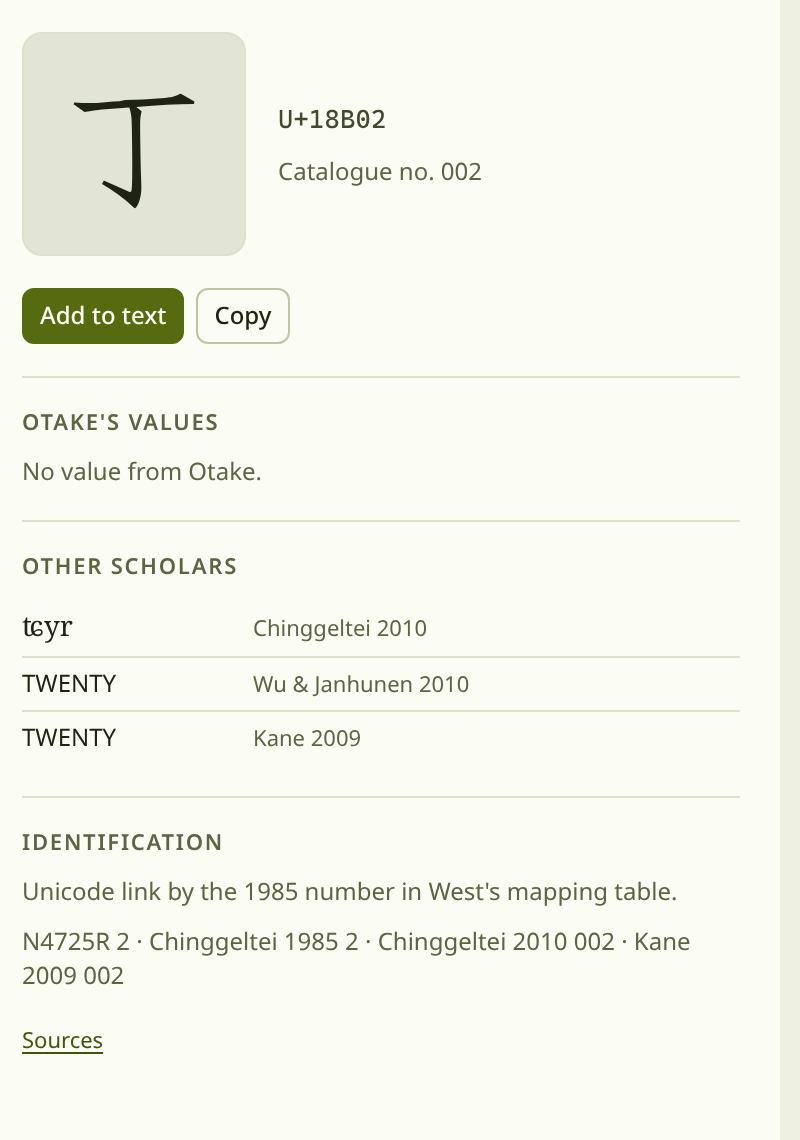 丁
U+18B02
Catalogue no. 002
Add to text
Copy
OTAKE'S VALUES
No value from Otake.
OTHER SCHOLARS
ʨyr Chinggeltei 2010
TWENTY Wu & Janhunen 2010
TWENTY Kane 2009
IDENTIFICATION
Unicode link by the 1985 number in West's mapping table.
N4725R 2 · Chinggeltei 1985 2 · Chinggeltei 2010 002 · Kane
2009 002
Sources